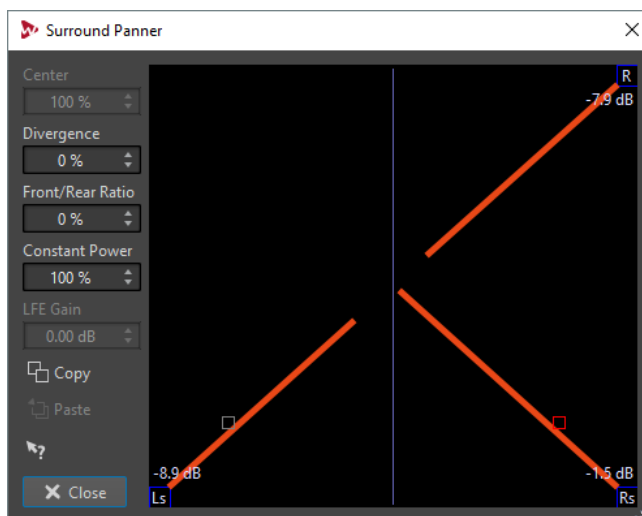 Surround Panner
Center
100 %
Divergence
0 %
Front/Rear Ratio
0 %
Constant Power
100 %
LFE Gain
0.00 dB
Copy
Paste
?
Close
R
-7.9 dB
-8.9 dB
Ls
-1.5 dB
Rs